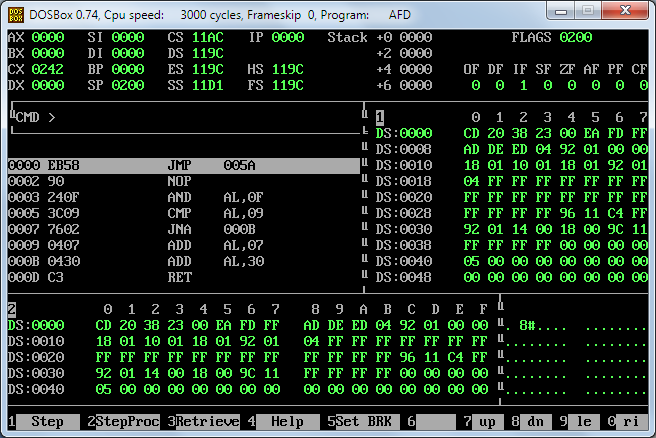 DOSBox 0.74, Cpu speed: 3000 cycles, Frameskip 0, Program: AFD
AX 0000 SI 0000 CS 11AC IP 0000 Stack +0 0000 FLAGS 0200
BX 0000 DI 0000 DS 119C +2 0000
CX 0242 BP 0000 ES 119C HS 119C +4 0000 OF DF IF SF ZF AF PF CF
DX 0000 SP 0200 SS 11D1 FS 119C +6 0000 0 0 1 0 0 0 0 0
CMD > 1 0 1 2 3 4 5 6 7
DS:0000 CD 20 38 23 00 EA FD FF
DS:0008 AD DE ED 04 92 01 00 00
0000 EB58 JMP 005A DS:0010 18 01 10 01 18 01 92 01
0002 90 NOP DS:0018 04 FF FF FF FF FF FF FF
0003 240F AND AL,0F DS:0020 FF FF FF FF FF FF FF FF
0005 3C09 CMP AL,09 DS:0028 FF FF FF FF 96 11 C4 FF
0007 7602 JNA 000B DS:0030 92 01 14 00 18 00 9C 11
0009 0407 ADD AL,07 DS:0038 FF FF FF FF 00 00 00 00
000B 0430 ADD AL,30 DS:0040 05 00 00 00 00 00 00 00
000D C3 RET DS:0048 00 00 00 00 00 00 00 00
2 0 1 2 3 4 5 6 7 8 9 A B C D E F
DS:0000 CD 20 38 23 00 EA FD FF AD DE ED 04 92 01 00 00 . 8#.... ........
DS:0010 18 01 10 01 18 01 92 01 04 FF FF FF FF FF FF FF ........ ........
DS:0020 FF FF FF FF FF FF FF FF FF FF FF FF 96 11 C4 FF ........ ........
DS:0030 92 01 14 00 18 00 9C 11 FF FF FF FF 00 00 00 00 ........ ........
DS:0040 05 00 00 00 00 00 00 00 00 00 00 00 00 00 00 00 ........ ........
1 Step 2StepProc 3Retrieve 4 Help 5Set BRK 6 7 up 8 dn 9 le 0 ri